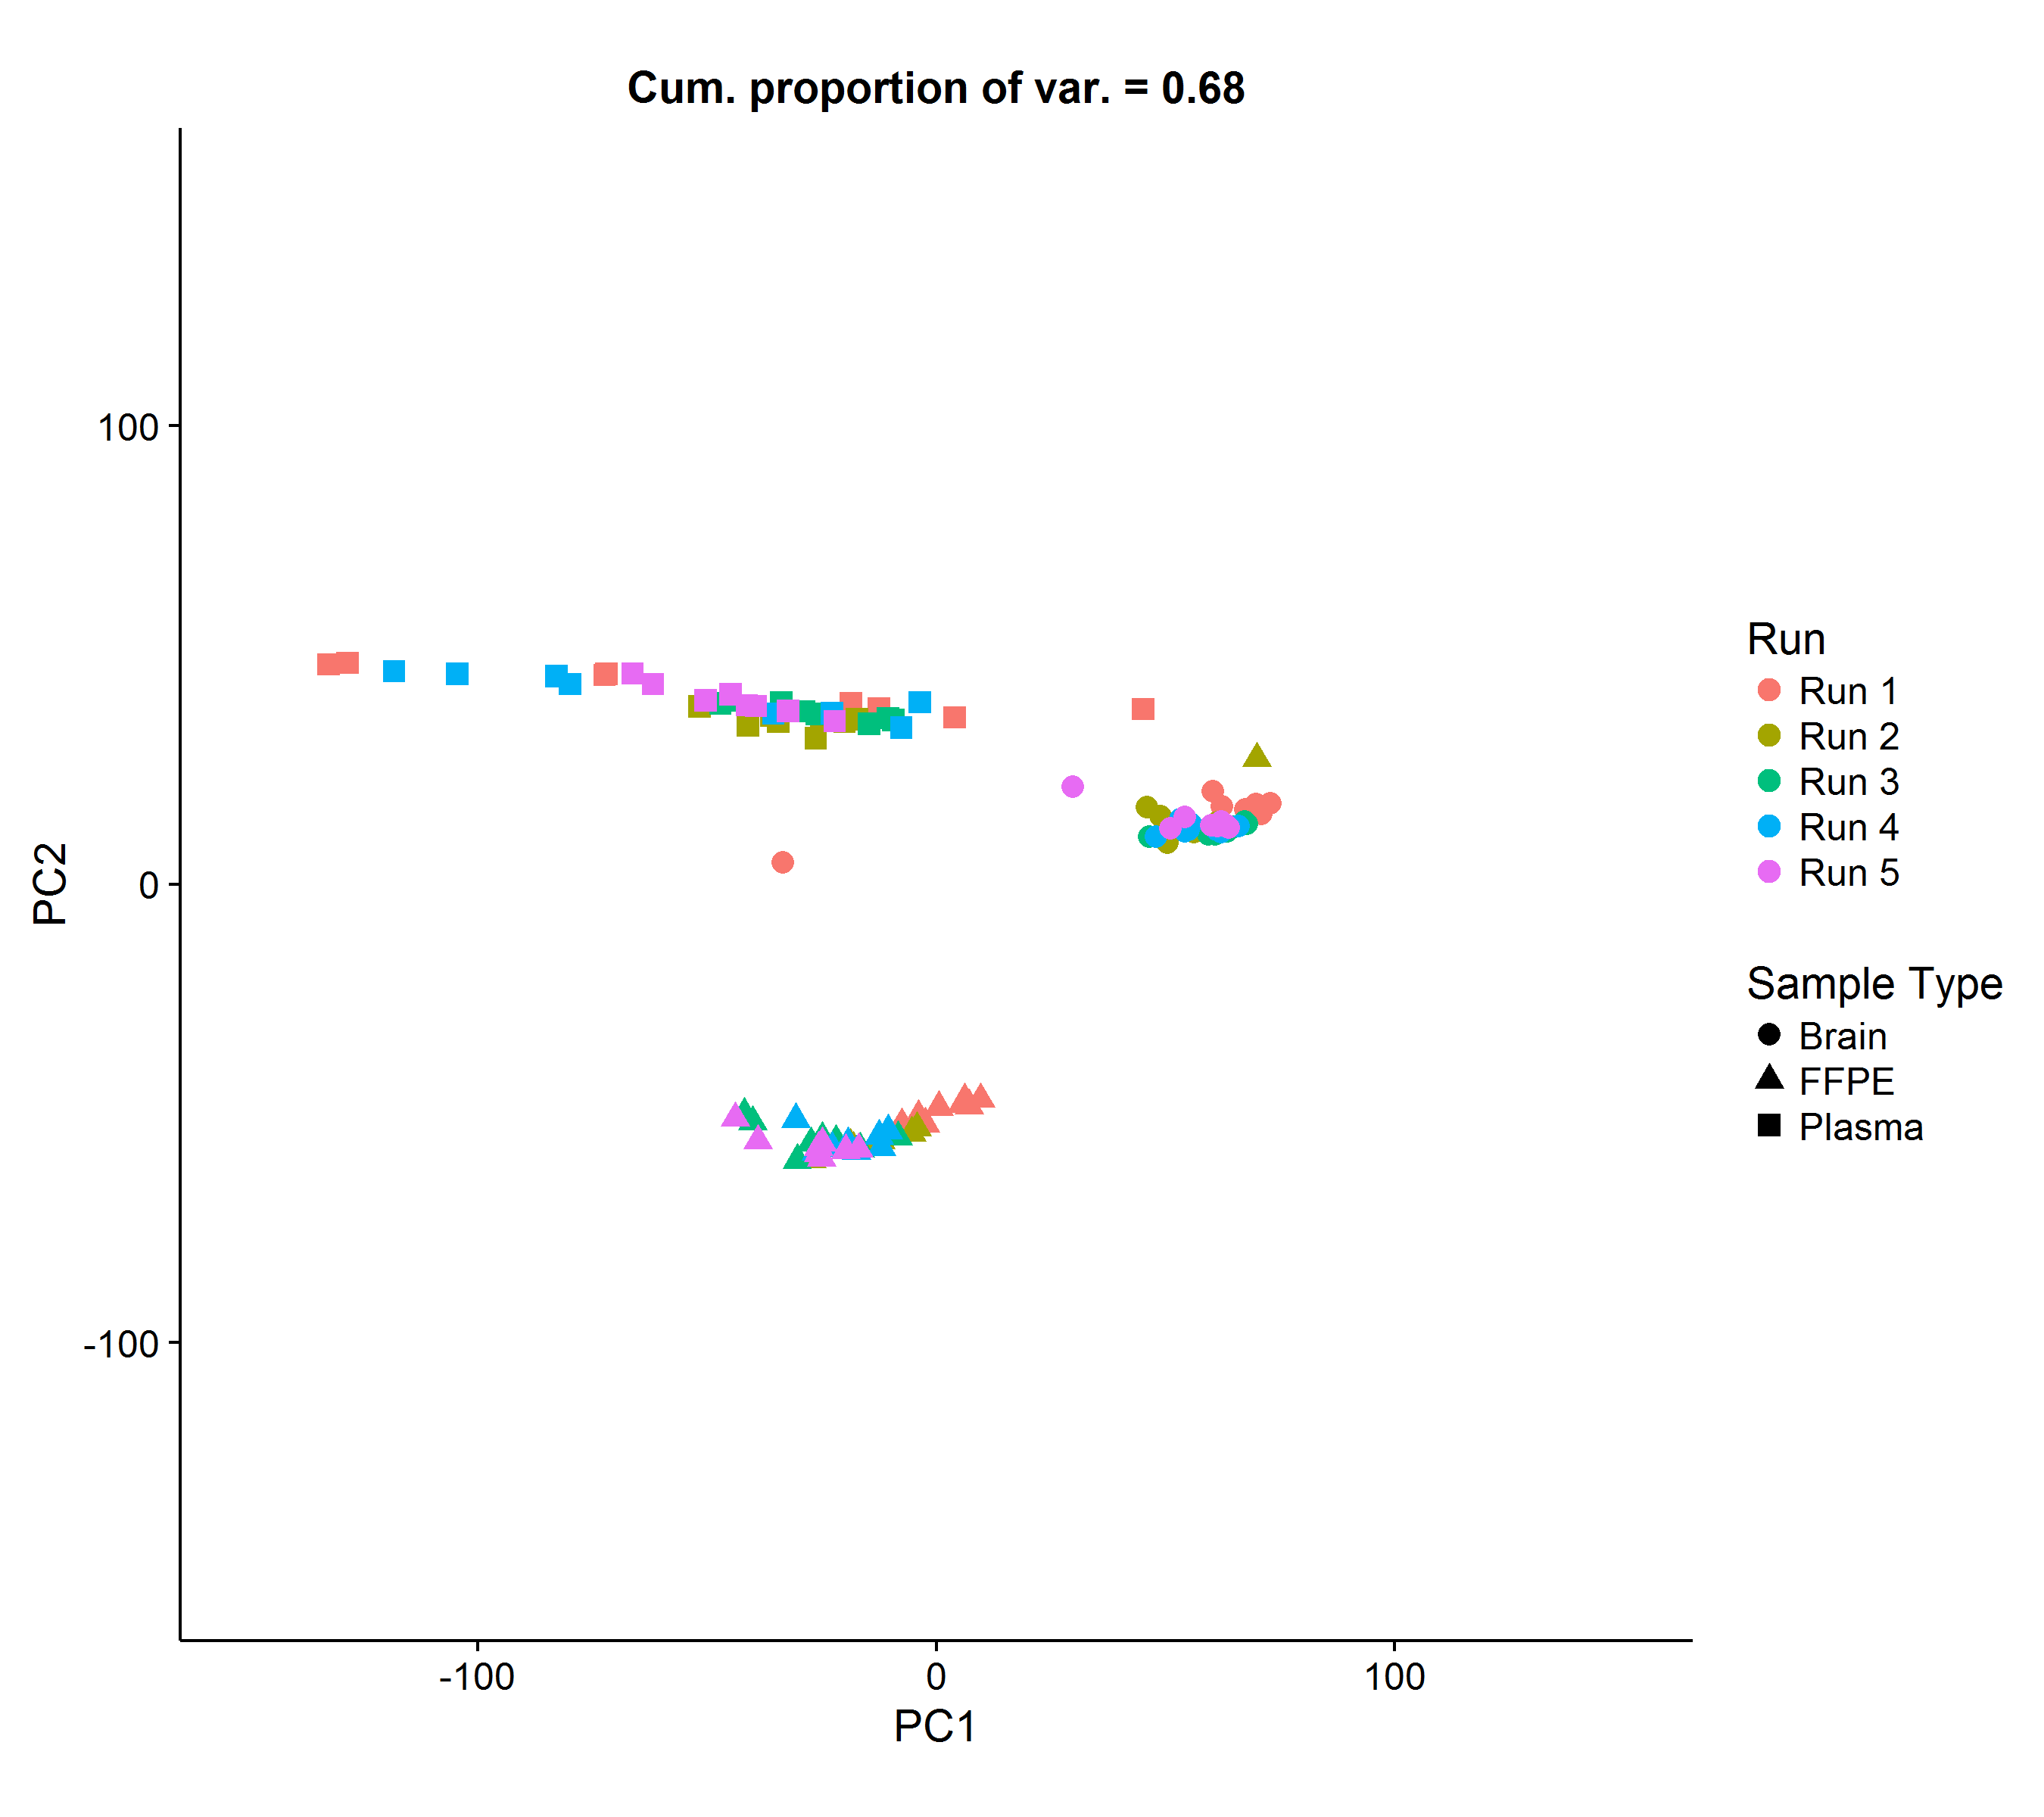 Cum. proportion of var. = 0.68
100
0
-100
PC2
-100
0
100
PC1
Run
Run 1
Run 2
Run 3
Run 4
Run 5
Sample Type
Brain
FFPE
Plasma